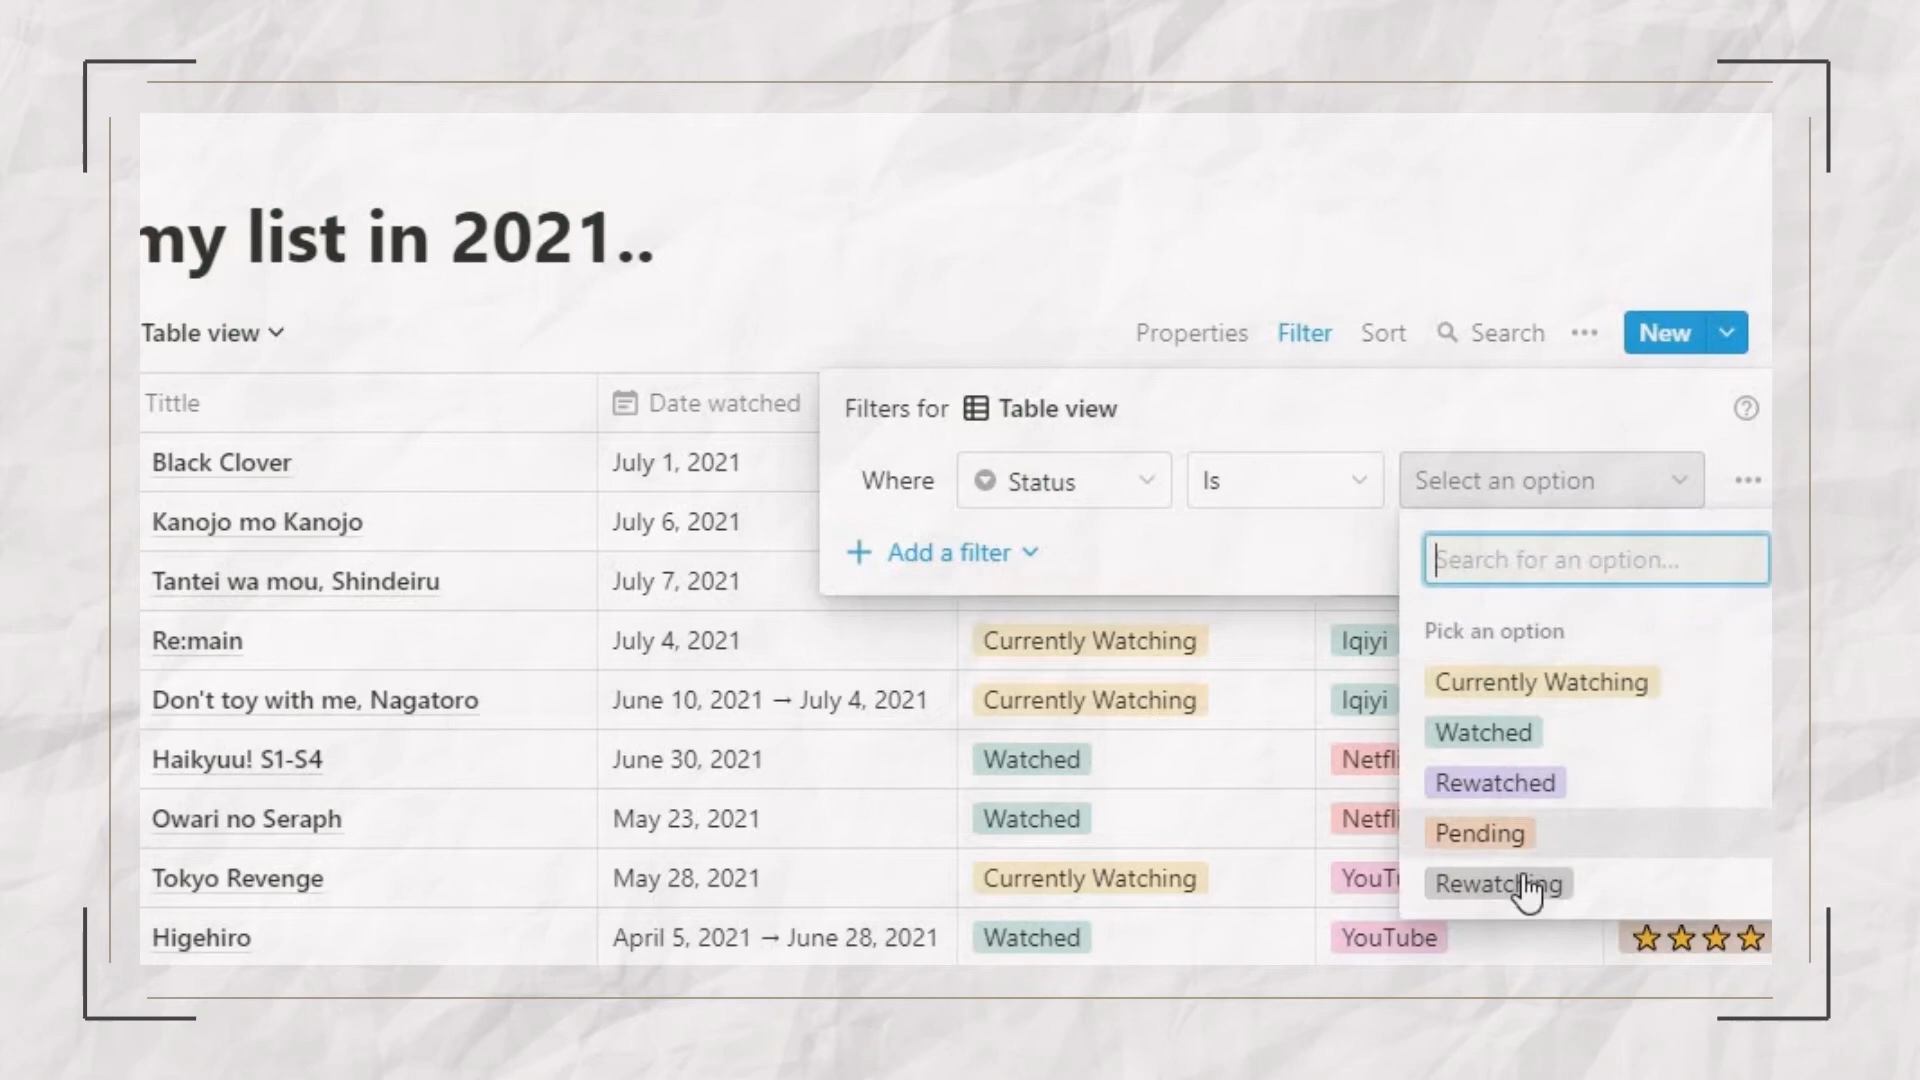 my list in 2021..
Table view
Properties Filter Sort Search ••• New
Tittle Date watched
Filters for Table view
Black Clover July 1, 2021
Where Status Is Select an option •••
Kanojo mo Kanojo July 6, 2021
+ Add a filter
Search for an option...
Tantei wa mou, Shindeiru July 7, 2021
Pick an option
Re:main July 4, 2021 Currently Watching Iqiyi
Currently Watching
Don't toy with me, Nagatoro June 10, 2021 → July 4, 2021 Currently Watching Iqiyi
Watched
Haikyuu! S1-S4 June 30, 2021 Watched Netfli
Rewatched
Owari no Seraph May 23, 2021 Watched Netfli
Pending
Tokyo Revenge May 28, 2021 Currently Watching YouT
Rewatching
Higehiro April 5, 2021 → June 28, 2021 Watched YouTube